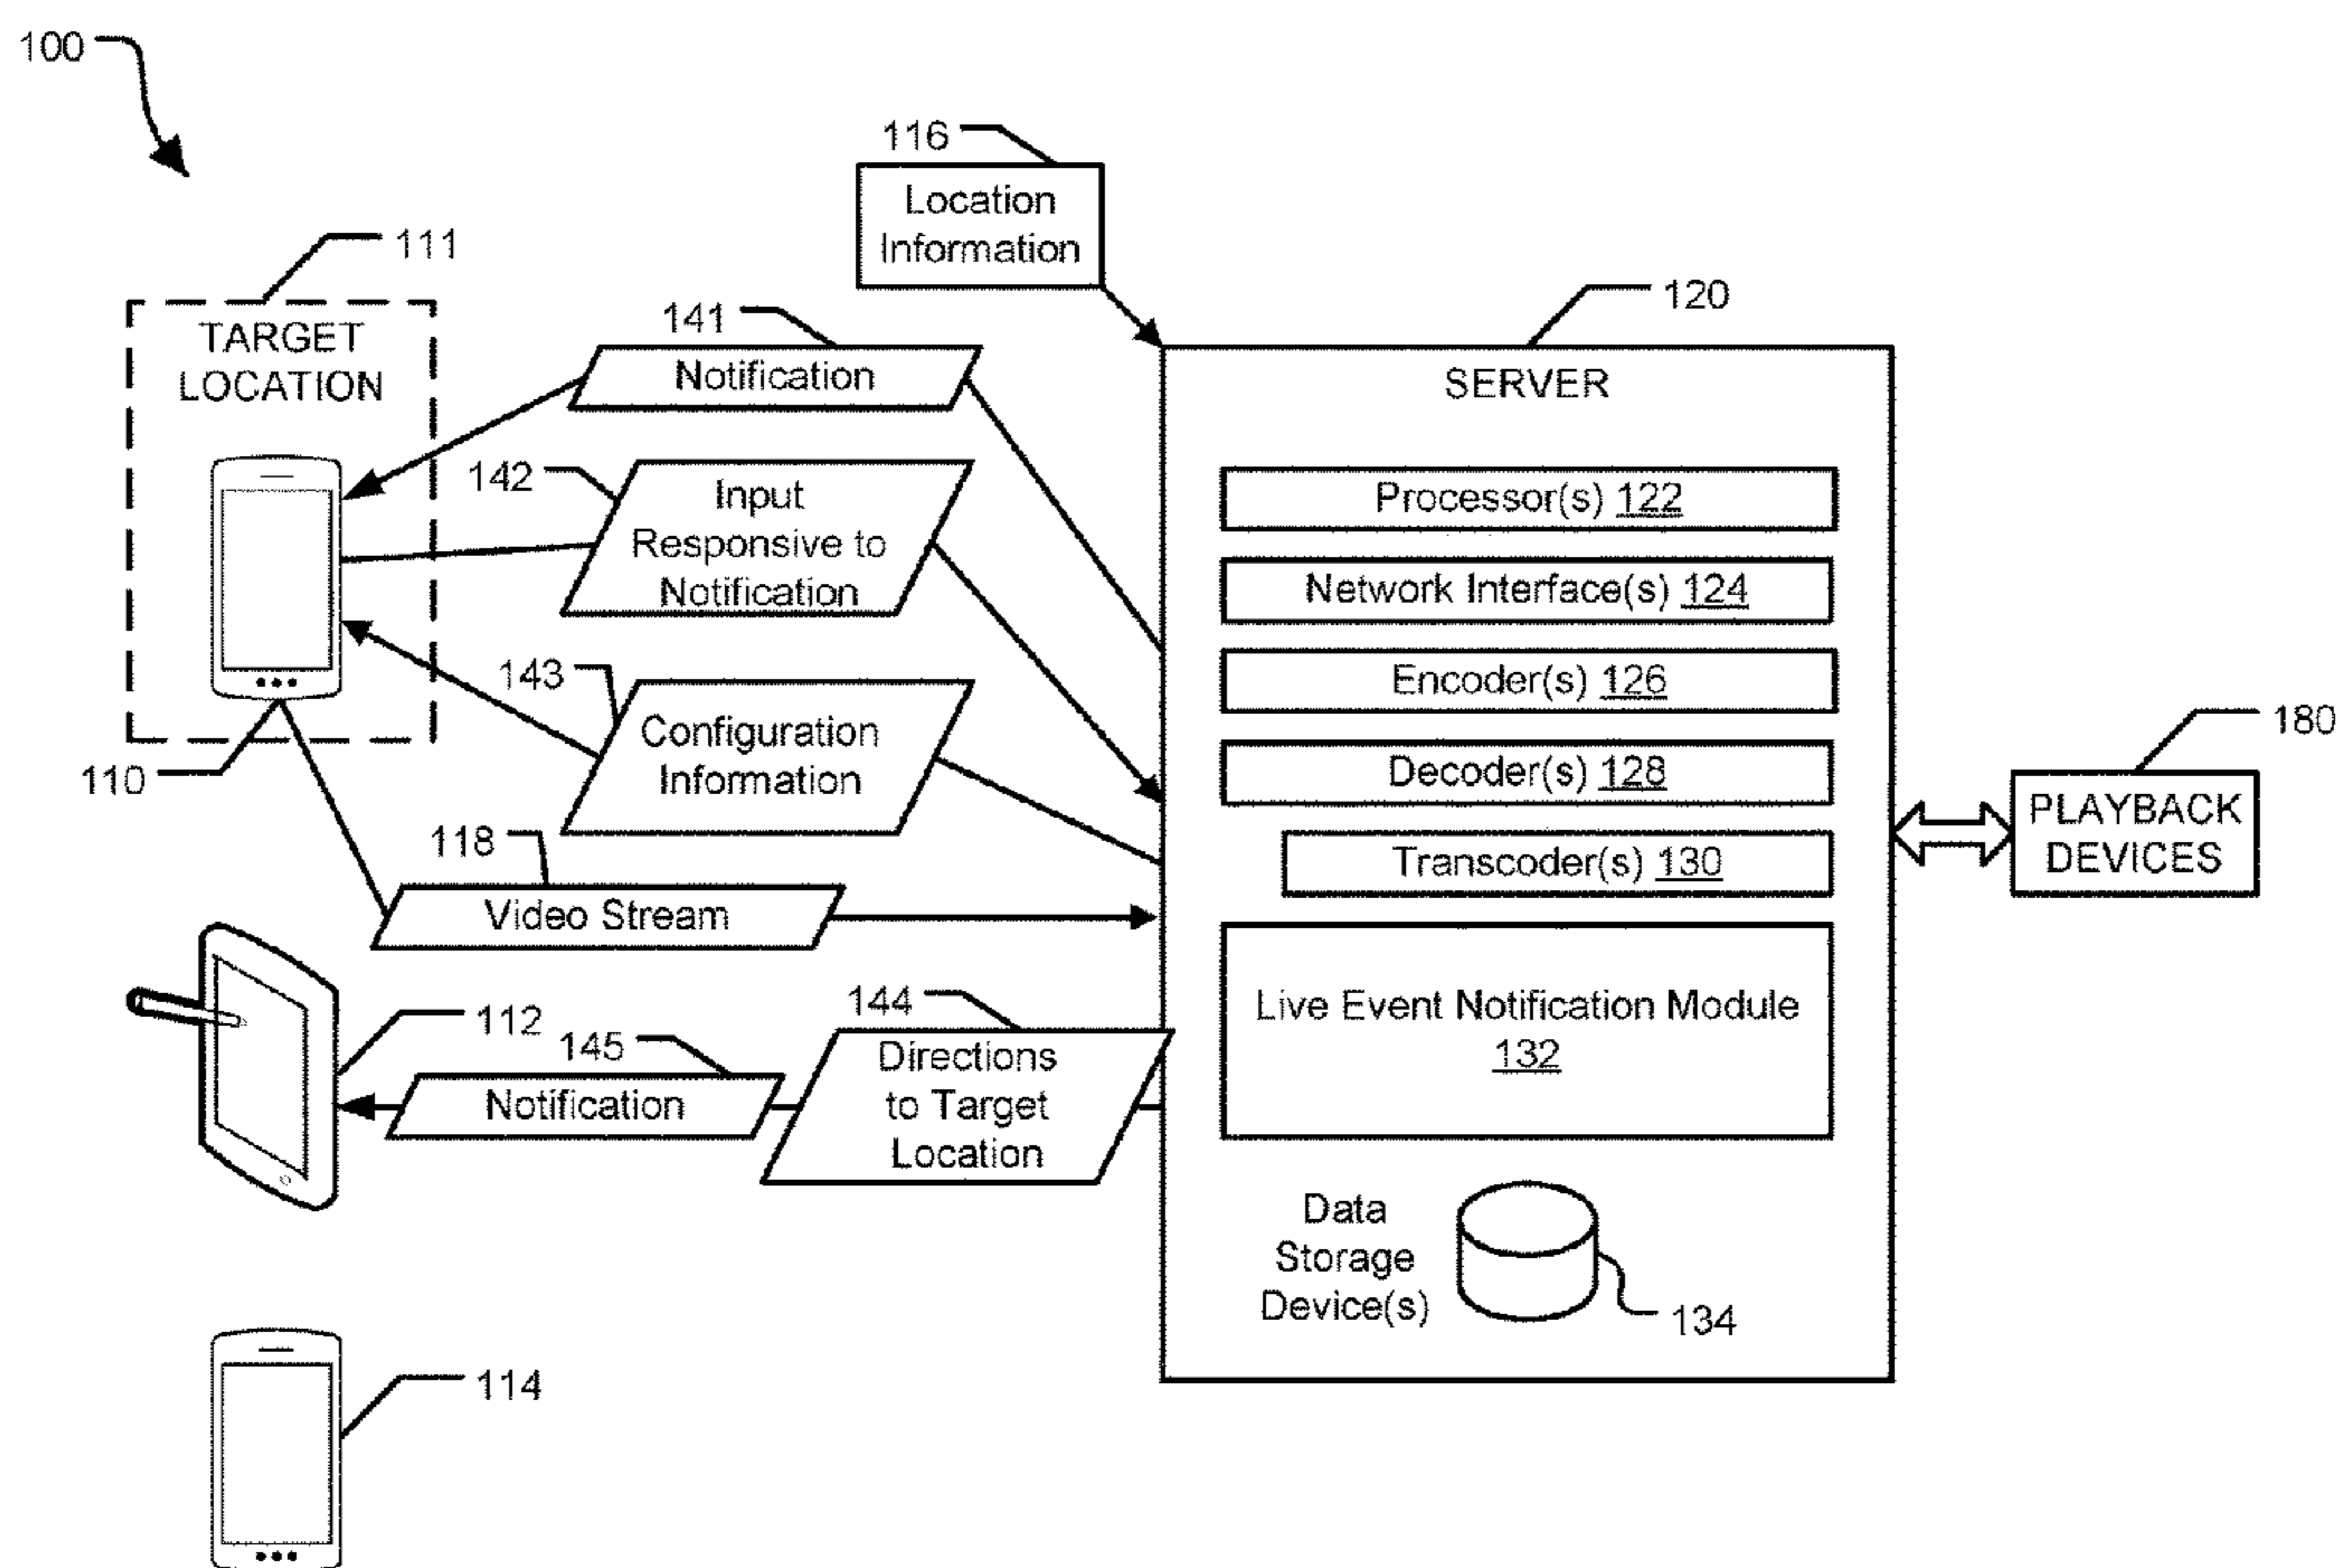 100
116
Location
Information
111
TARGET
LOCATION
141
Notification
120
SERVER
142
Input
Responsive to
Notification
Processor(s) 122
Network Interface(s) 124
143
Configuration
Information
Encoder(s) 126
180
Decoder(s) 128
110
PLAYBACK
DEVICES
118
Video Stream
Transcoder(s) 130
144
Directions
to Target
Location
112
145
Notification
Live Event Notification Module
132
Data
Storage
Device(s)
134
114